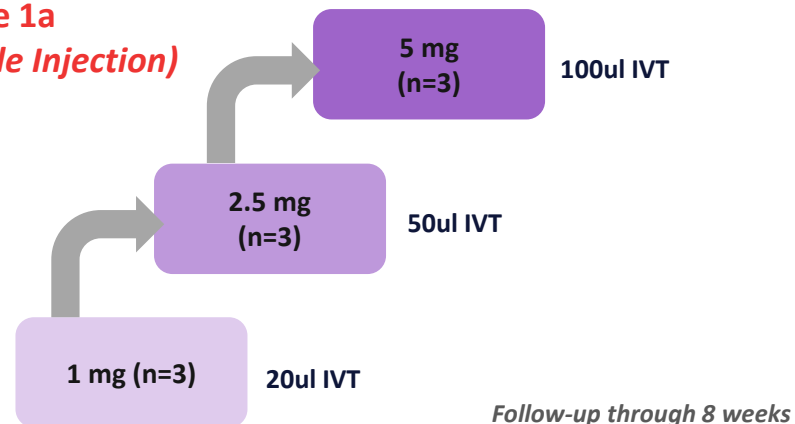 e 1a
le Injection)
5 mg
(n=3)
100ul IVT
2.5 mg
(n=3)
50ul IVT
1 mg (n=3)
20ul IVT
Follow-up through 8 weeks